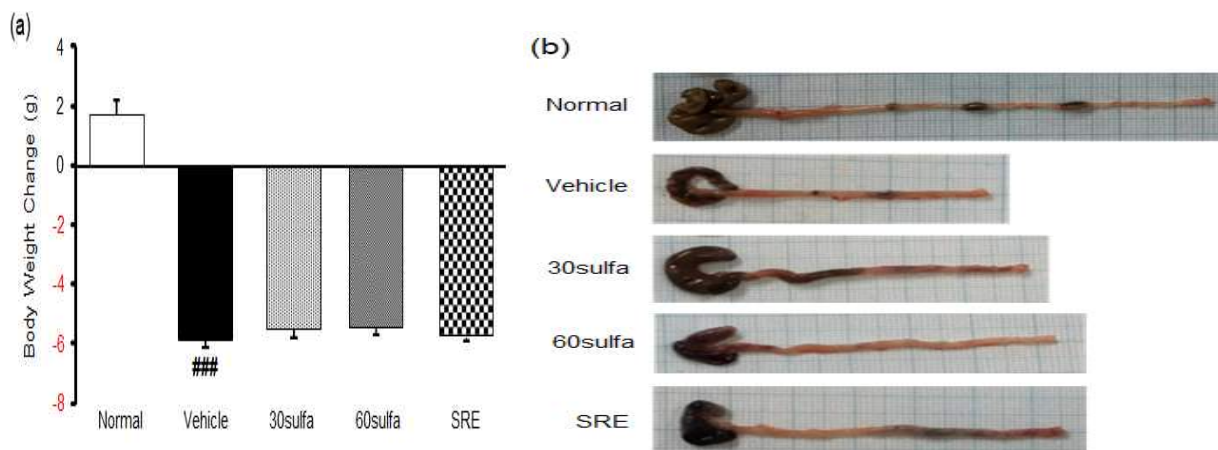 (a)
Body Weight Change (g)
4
2
0
-2
-4
-6
-8
###
Normal
Vehicle
30sulfa
60sulfa
SRE
(b)
Normal
Vehicle
30sulfa
60sulfa
SRE